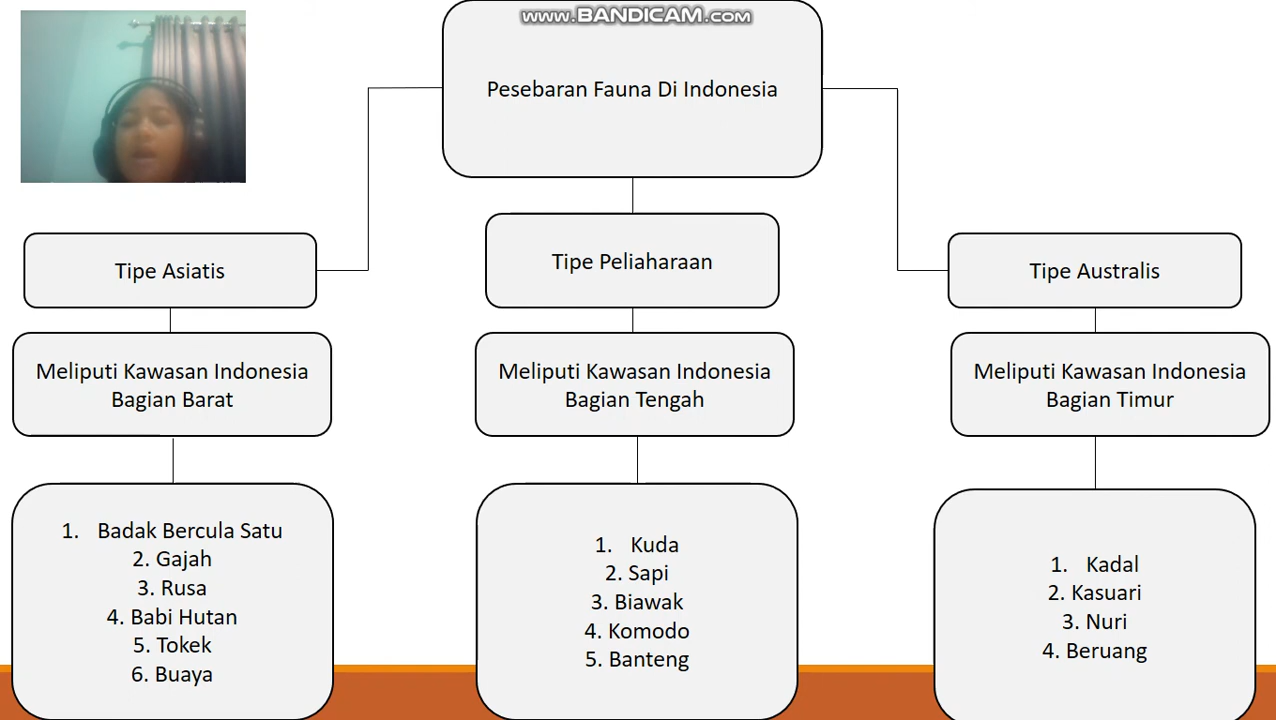 www.BANDICAM.com
Pesebaran Fauna Di Indonesia
Tipe Asiatis
Tipe Peliaharaan
Tipe Australis
Meliputi Kawasan Indonesia
Bagian Barat
Meliputi Kawasan Indonesia
Bagian Tengah
Meliputi Kawasan Indonesia
Bagian Timur
1. Badak Bercula Satu
2. Gajah
3. Rusa
4. Babi Hutan
5. Tokek
6. Buaya
1. Kuda
2. Sapi
3. Biawak
4. Komodo
5. Banteng
1. Kadal
2. Kasuari
3. Nuri
4. Beruang